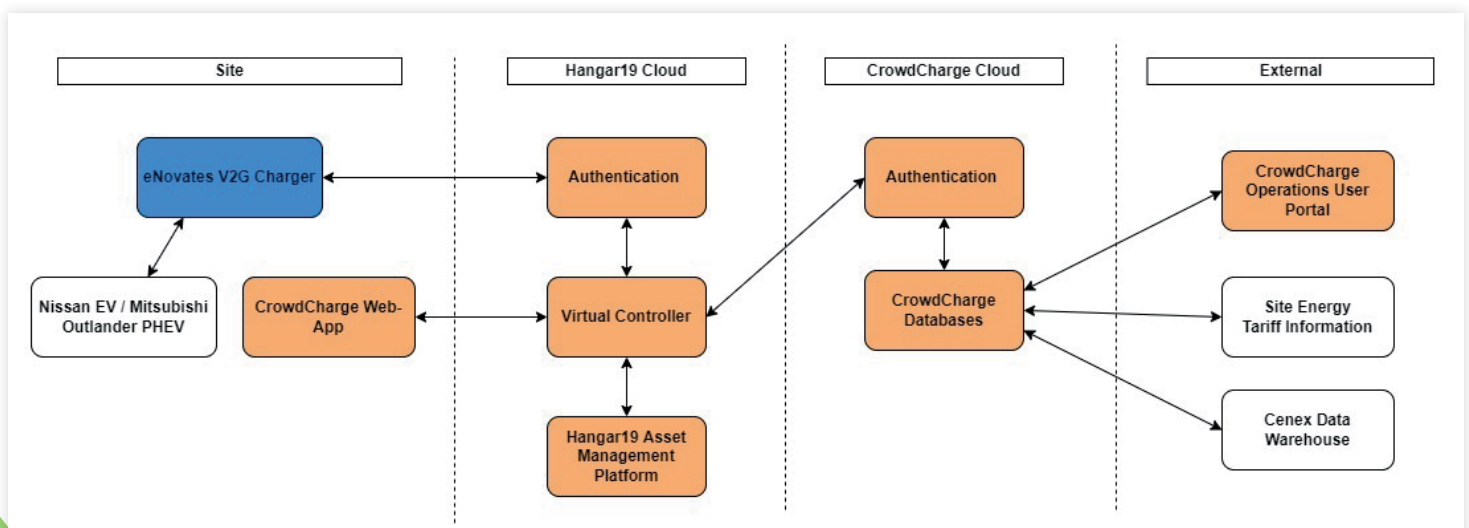 Site
Hangar19 Cloud
CrowdCharge Cloud
External
eNovates V2G Charger
Authentication
Authentication
CrowdCharge
Operations User
Portal
Nissan EV / Mitsubishi
Outlander PHEV
CrowdCharge Web-
App
Virtual Controller
CrowdCharge
Databases
Site Energy
Tariff Information
Hangar19 Asset
Management
Platform
Cenex Data
Warehouse